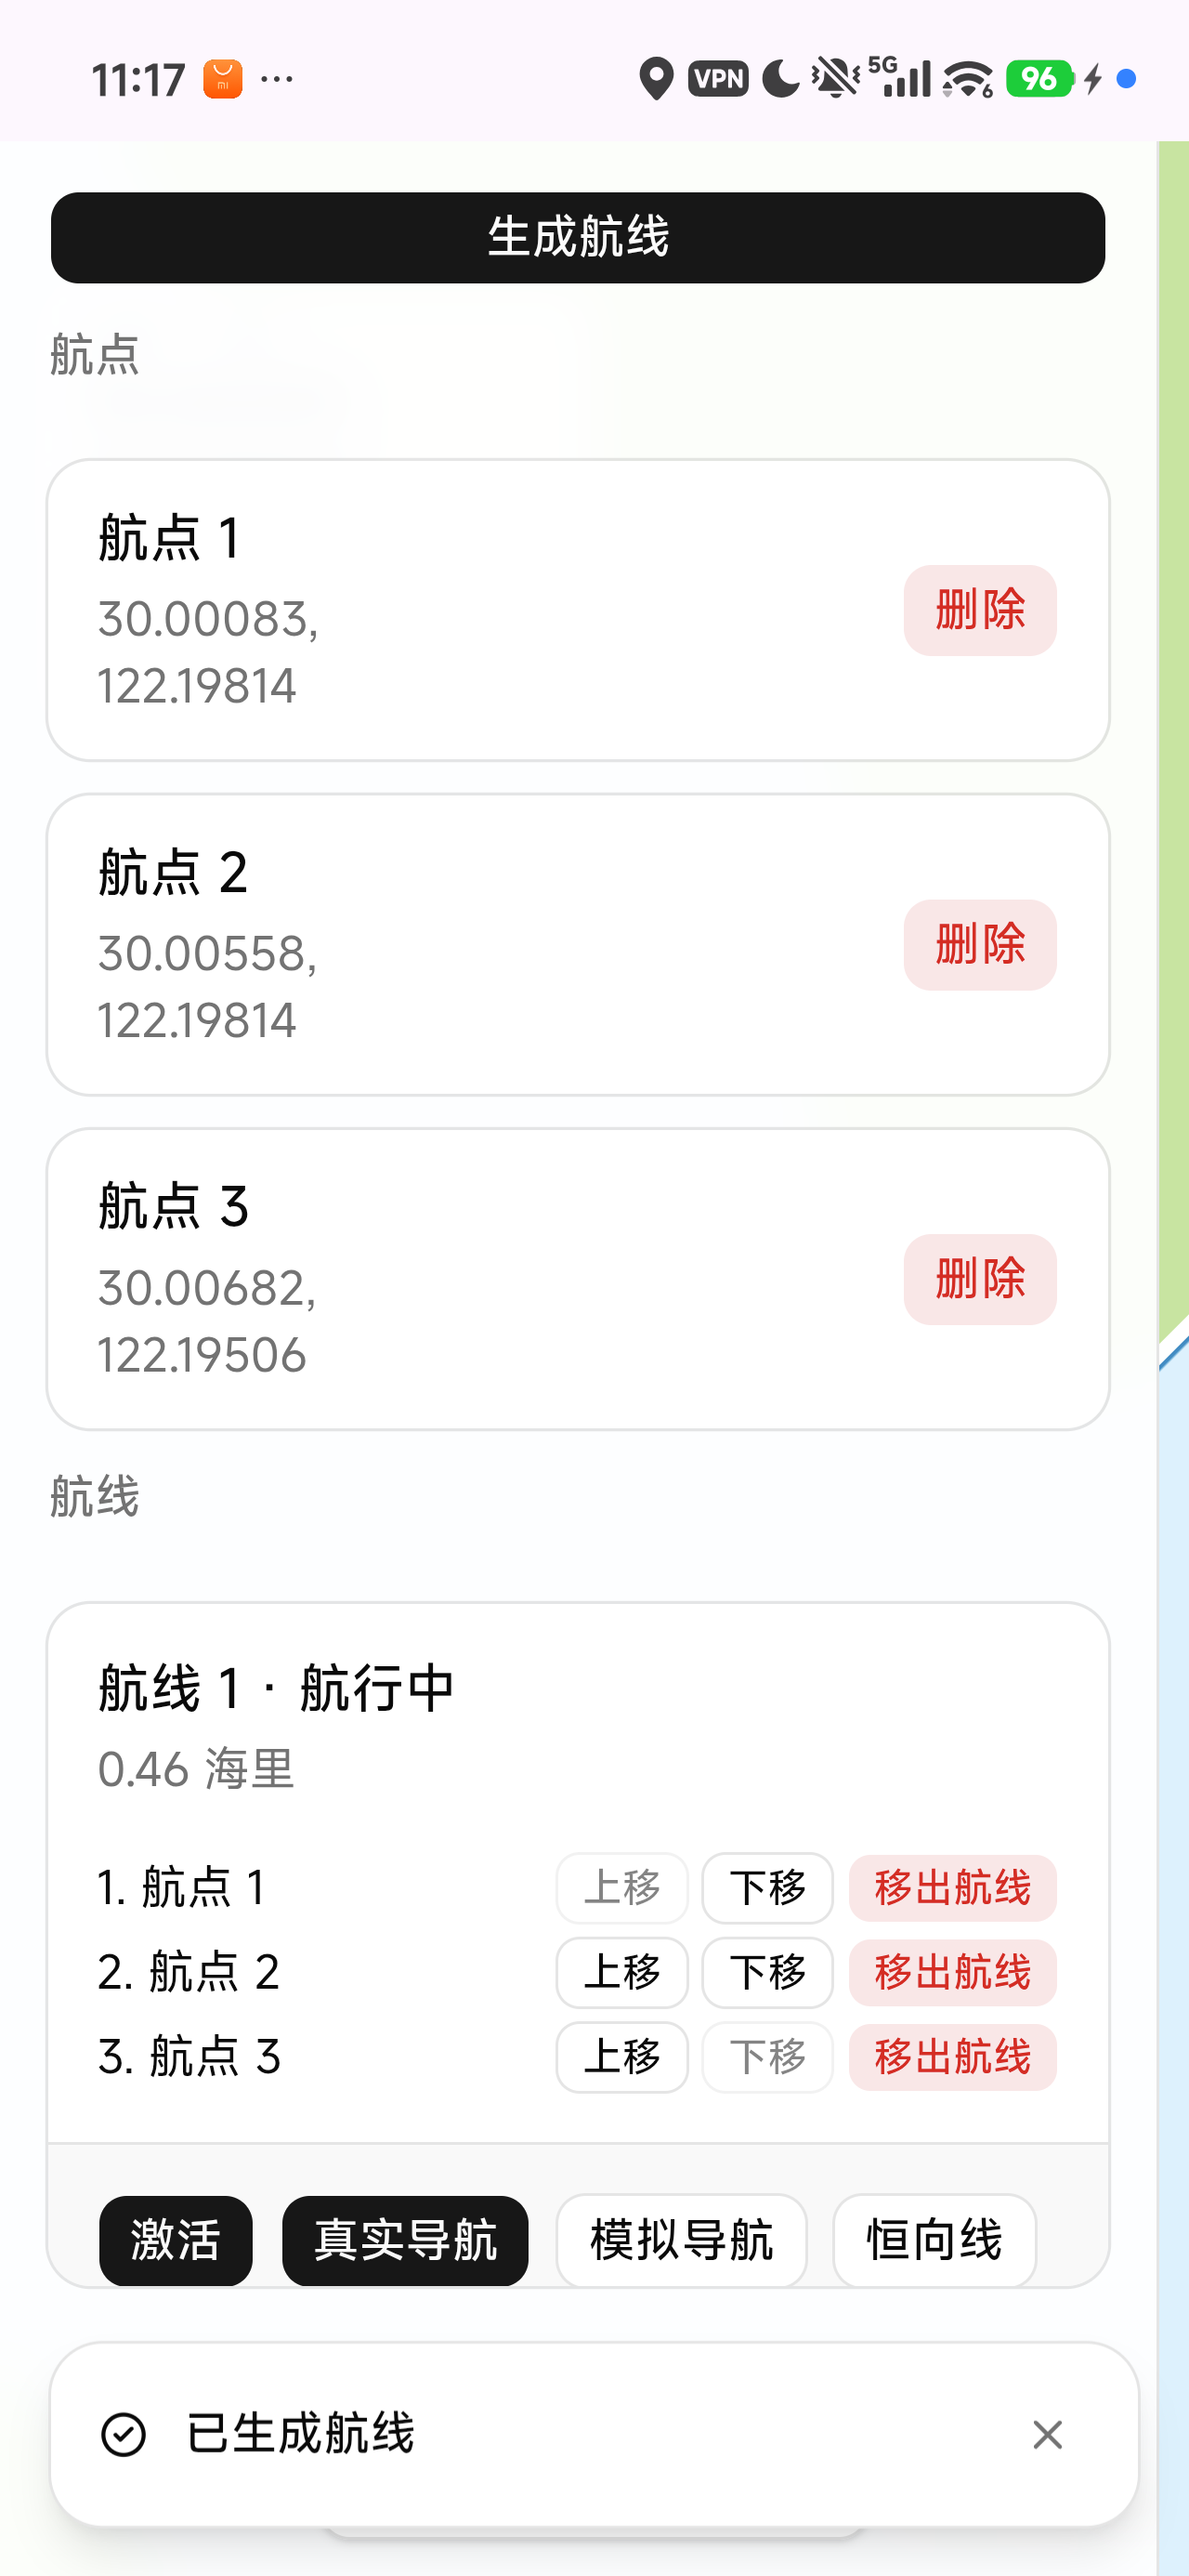 11:17 mi ... VPN 5G 6 96
生成航线
航点
航点 1
30.00083,
122.19814
删除
航点 2
30.00558,
122.19814
删除
航点 3
30.00682,
122.19506
删除
航线
航线 1 · 航行中
0.46 海里
1. 航点 1 上移 下移 移出航线
2. 航点 2 上移 下移 移出航线
3. 航点 3 上移 下移 移出航线
激活 真实导航 模拟导航 恒向线
已生成航线